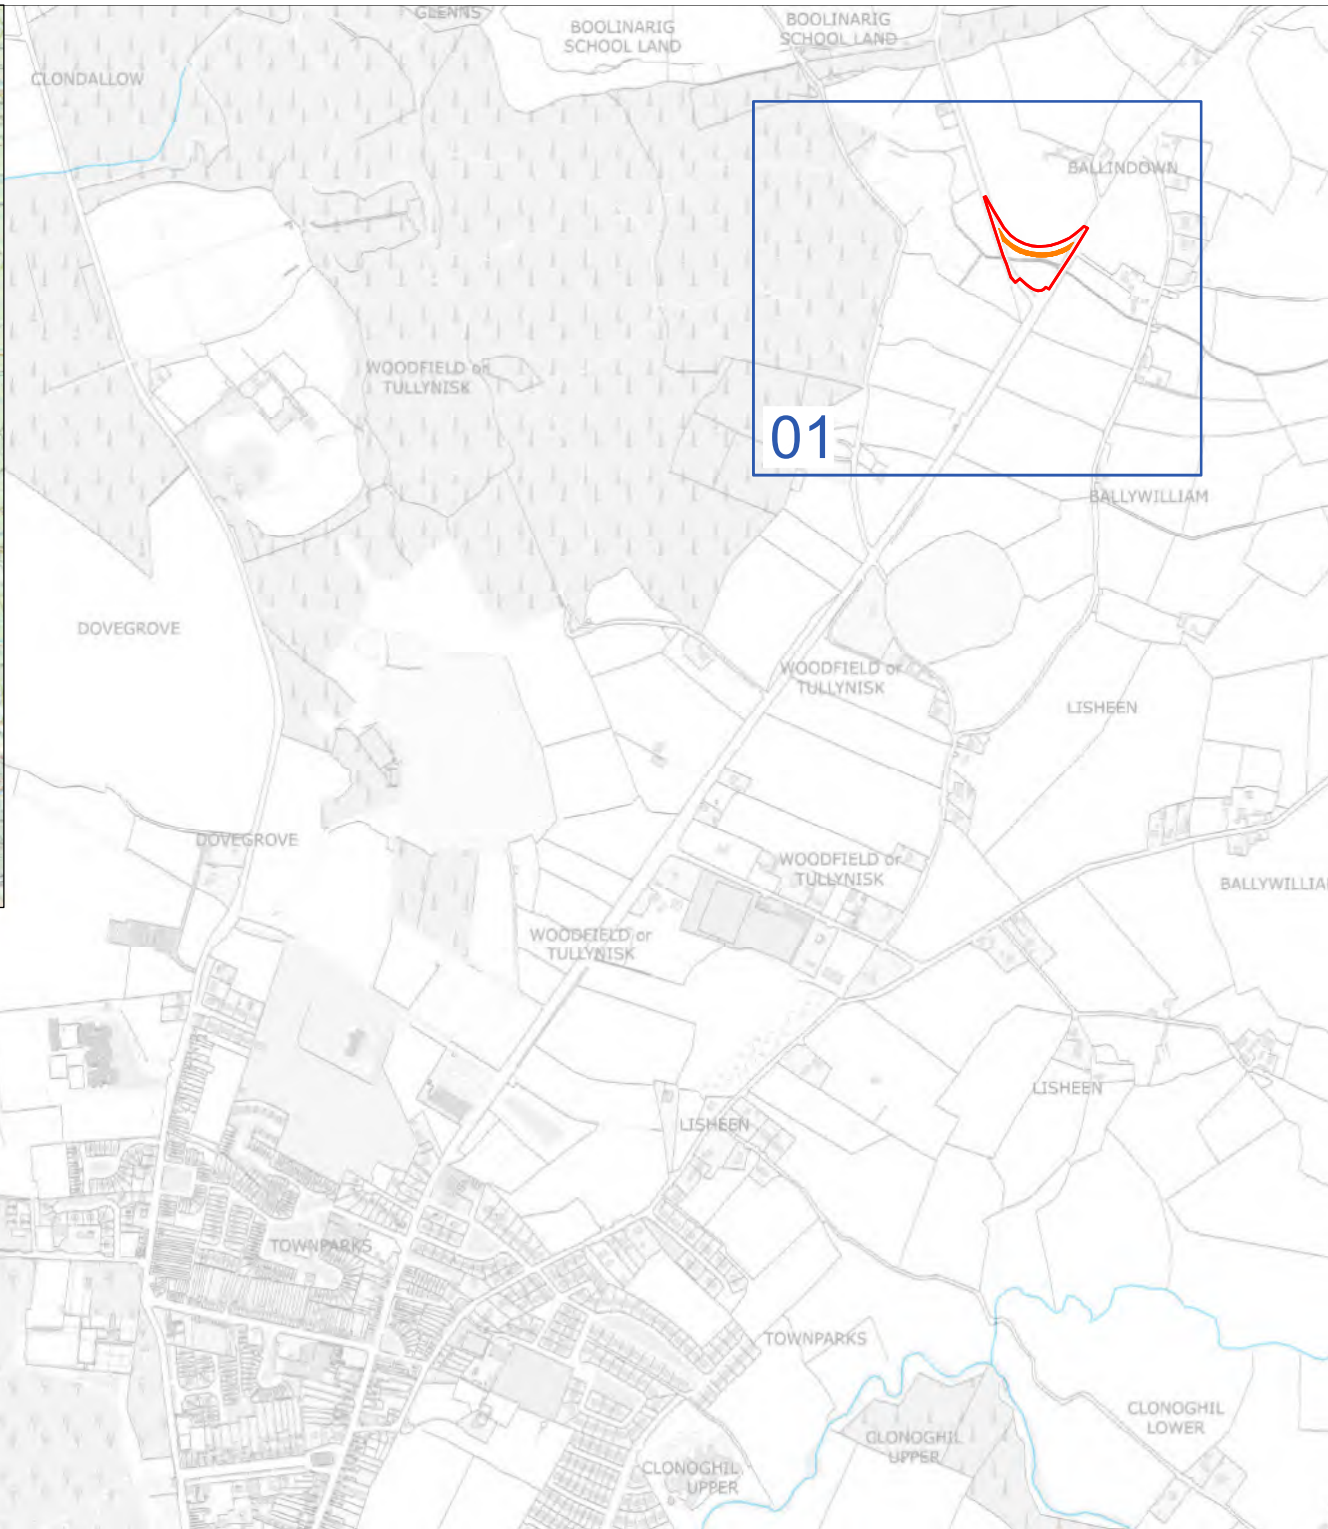 GLENNS
BOOLINARIG
SCHOOL LAND
BOOLINARIG
SCHOOL LAND
CLONDALLOW
BALLINDOWN
WOODFIELD or
TULLYNISK
01
BALLYWILLIAM
DOVEGROVE
WOODFIELD or
TULLYNISK
LISHEEN
DOVEGROVE
WOODFIELD or
TULLYNISK
BALLYWILLIA
WOODFIELD or
TULLYNISK
LISHEEN
LISHEEN
TOWNPARKS
TOWNPARKS
CLONOGHIL
LOWER
CLONOGHIL
UPPER
CLONOGHIL
UPPER